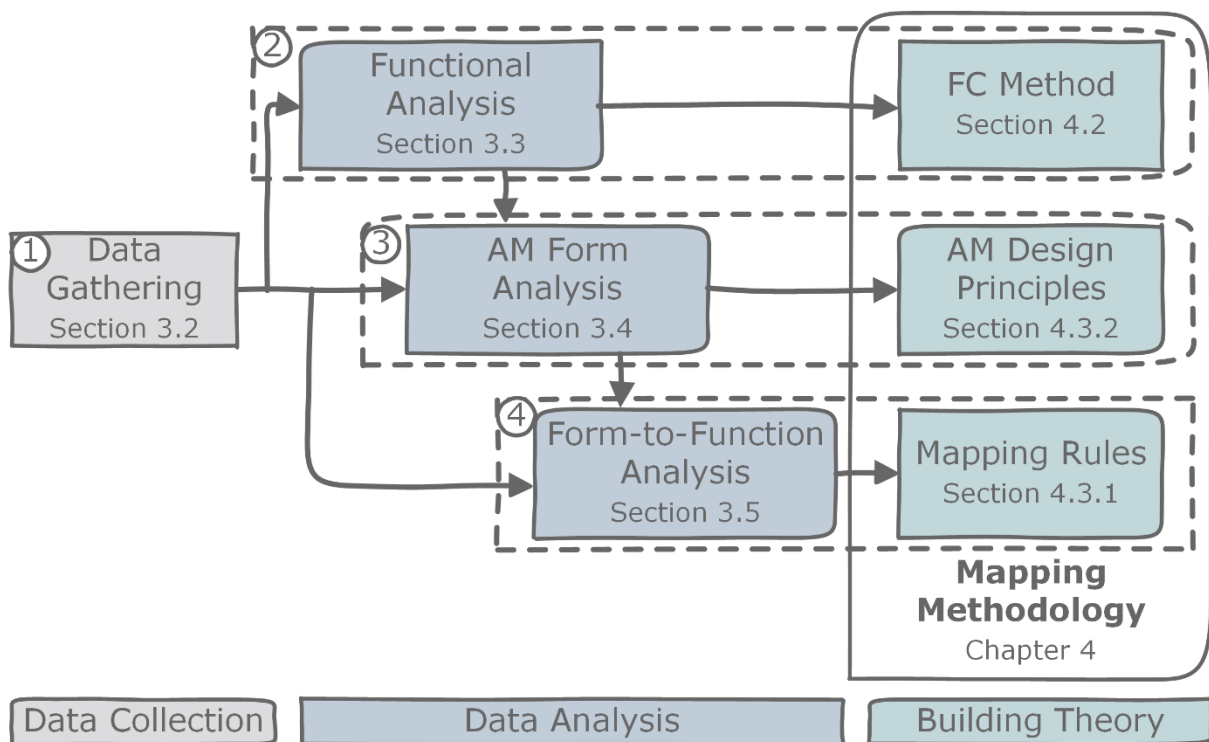 2
Functional
Analysis
Section 3.3
FC Method
Section 4.2
1
Data
Gathering
Section 3.2
3
AM Form
Analysis
Section 3.4
AM Design
Principles
Section 4.3.2
4
Form-to-Function
Analysis
Section 3.5
Mapping Rules
Section 4.3.1
Mapping
Methodology
Chapter 4
Data Collection
Data Analysis
Building Theory